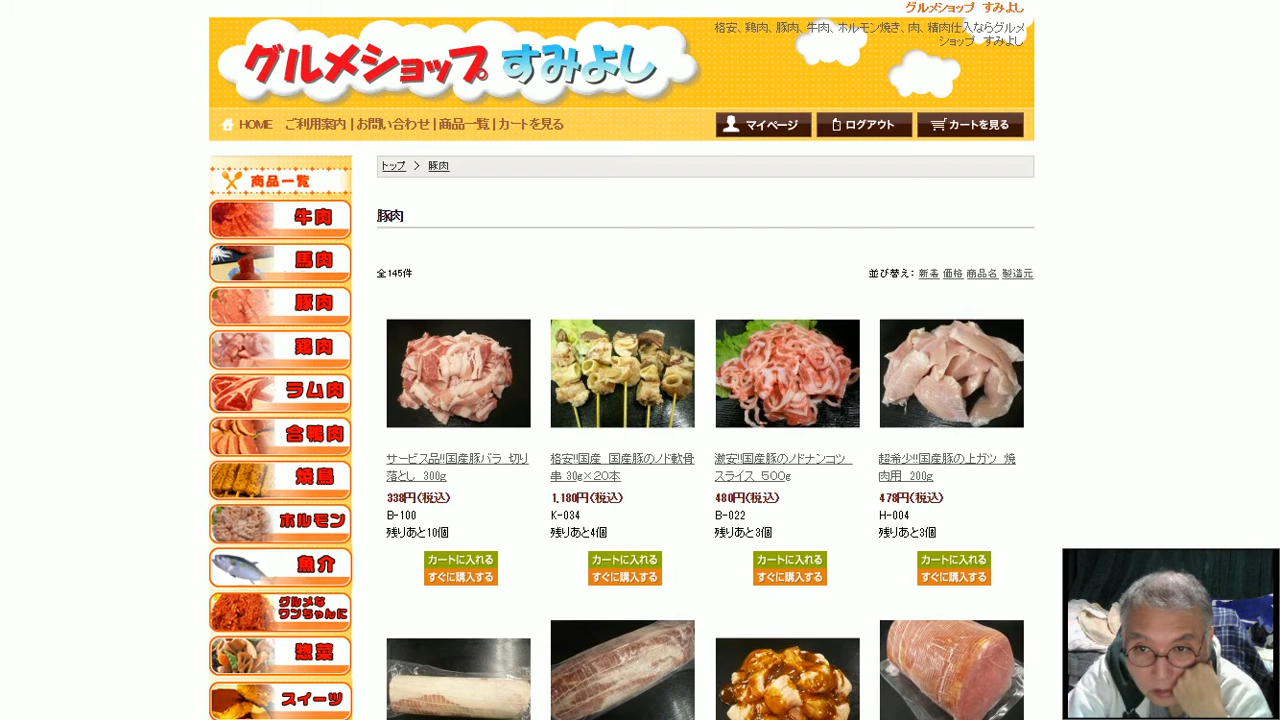 グルメショップ　すみよし
格安、鶏肉、豚肉、牛肉、ホルモン焼き、肉、精肉仕入ならグルメ
ショップ　すみよし
グルメショップ すみよし
HOME ご利用案内 | お問い合わせ | 商品一覧 | カートを見る
マイページ ログアウト カートを見る
商品一覧
牛肉
馬肉
豚肉
鶏肉
ラム肉
合鴨肉
焼鳥
ホルモン
魚介
グルメな
ワンちゃんに
惣菜
スイーツ
トップ > 豚肉
豚肉
全145件
並び替え： 新着 価格 商品名 製造元
サービス品!!国産豚バラ　切り
落とし　300g
338円(税込)
B-100
残りあと10個
カートに入れる
すぐに購入する
格安!!国産　国産豚のノド軟骨
串 30g×２０本
1,180円(税込)
K-034
残りあと4個
カートに入れる
すぐに購入する
激安!!国産豚のノドナンコツ
スライス　５００g
480円(税込)
B-022
残りあと3個
カートに入れる
すぐに購入する
超希少!!国産豚の上ガツ　焼
肉用　200g
478円(税込)
H-004
残りあと3個
カートに入れる
すぐに購入する